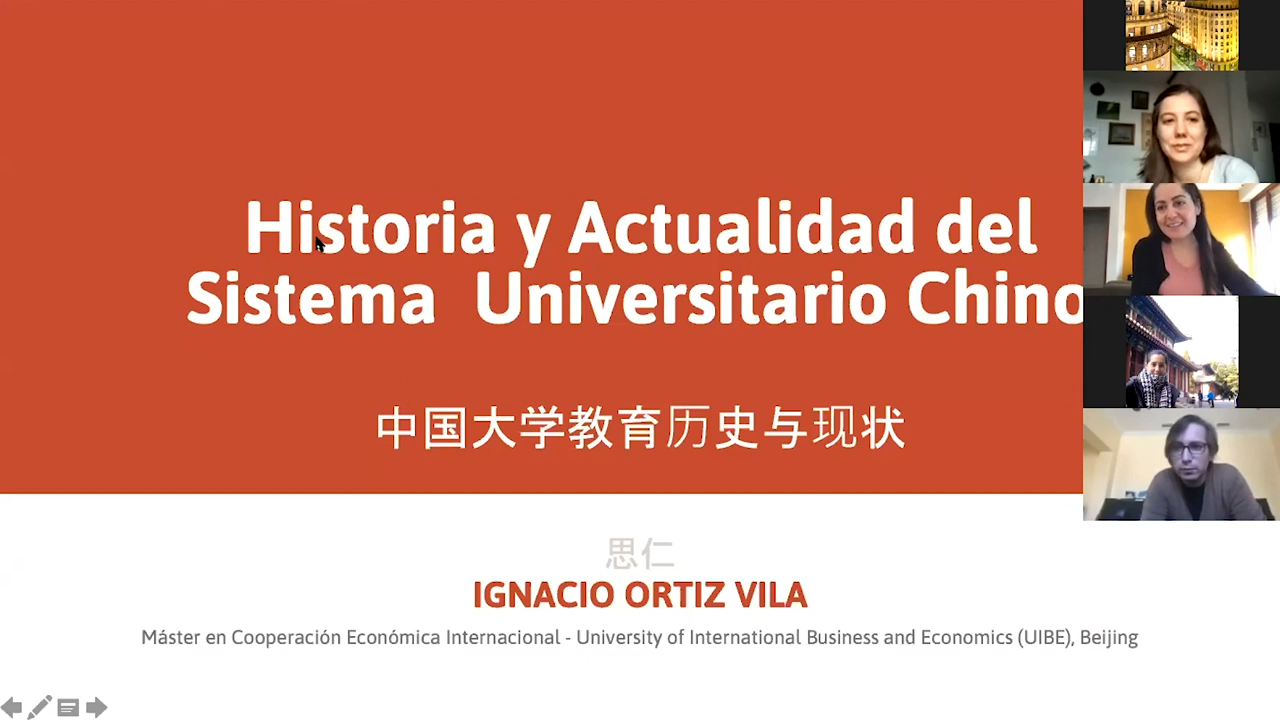 Historia y Actualidad del
Sistema Universitario Chino
中国大学教育历史与现状
思仁
IGNACIO ORTIZ VILA
Máster en Cooperación Económica Internacional - University of International Business and Economics (UIBE), Beijing